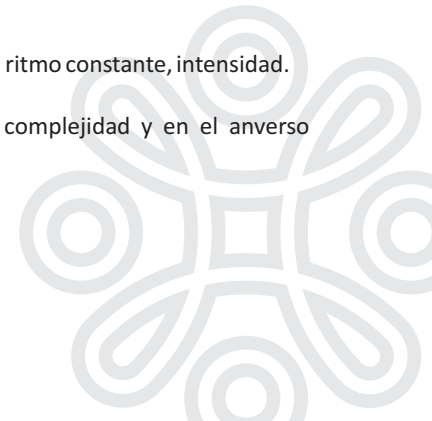 ritmo constante, intensidad.
complejidad y en el anverso